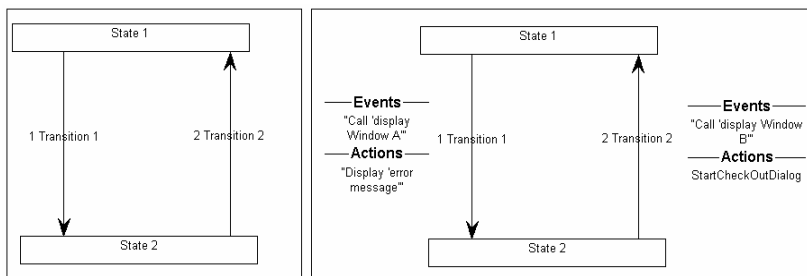 State 1
1 Transition 1
2 Transition 2
State 2
State 1
Events
"Call 'display
Window A'"
Actions
"Display 'error
message'"
1 Transition 1
2 Transition 2
Events
"Call 'display Window
B'"
Actions
StartCheckOutDialog
State 2